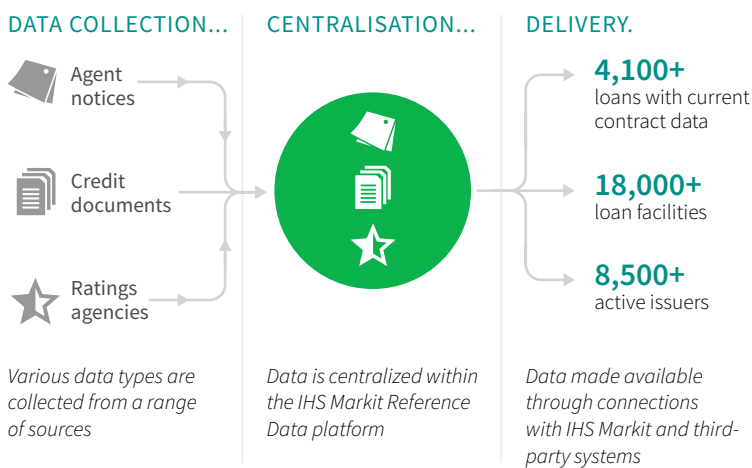 DATA COLLECTION...
Agent
notices
Credit
documents
Ratings
agencies
Various data types are
collected from a range
of sources
CENTRALISATION...
Data is centralized within
the IHS Markit Reference
Data platform
DELIVERY.
4,100+
loans with current
contract data
18,000+
loan facilities
8,500+
active issuers
Data made available
through connections
with IHS Markit and third-
party systems